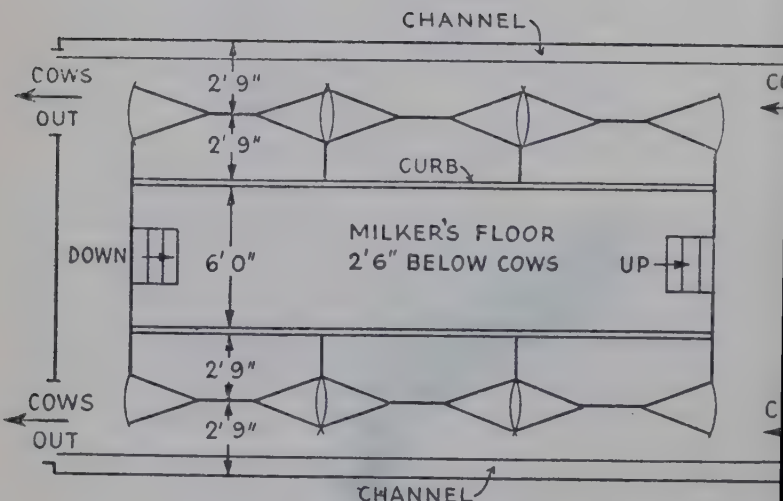 CHANNEL
COWS
OUT
2' 9"
2' 9"
CURB
MILKER'S FLOOR
2'6" BELOW COWS
DOWN
6' 0"
UP
2' 9"
COWS
OUT
2' 9"
CHANNEL